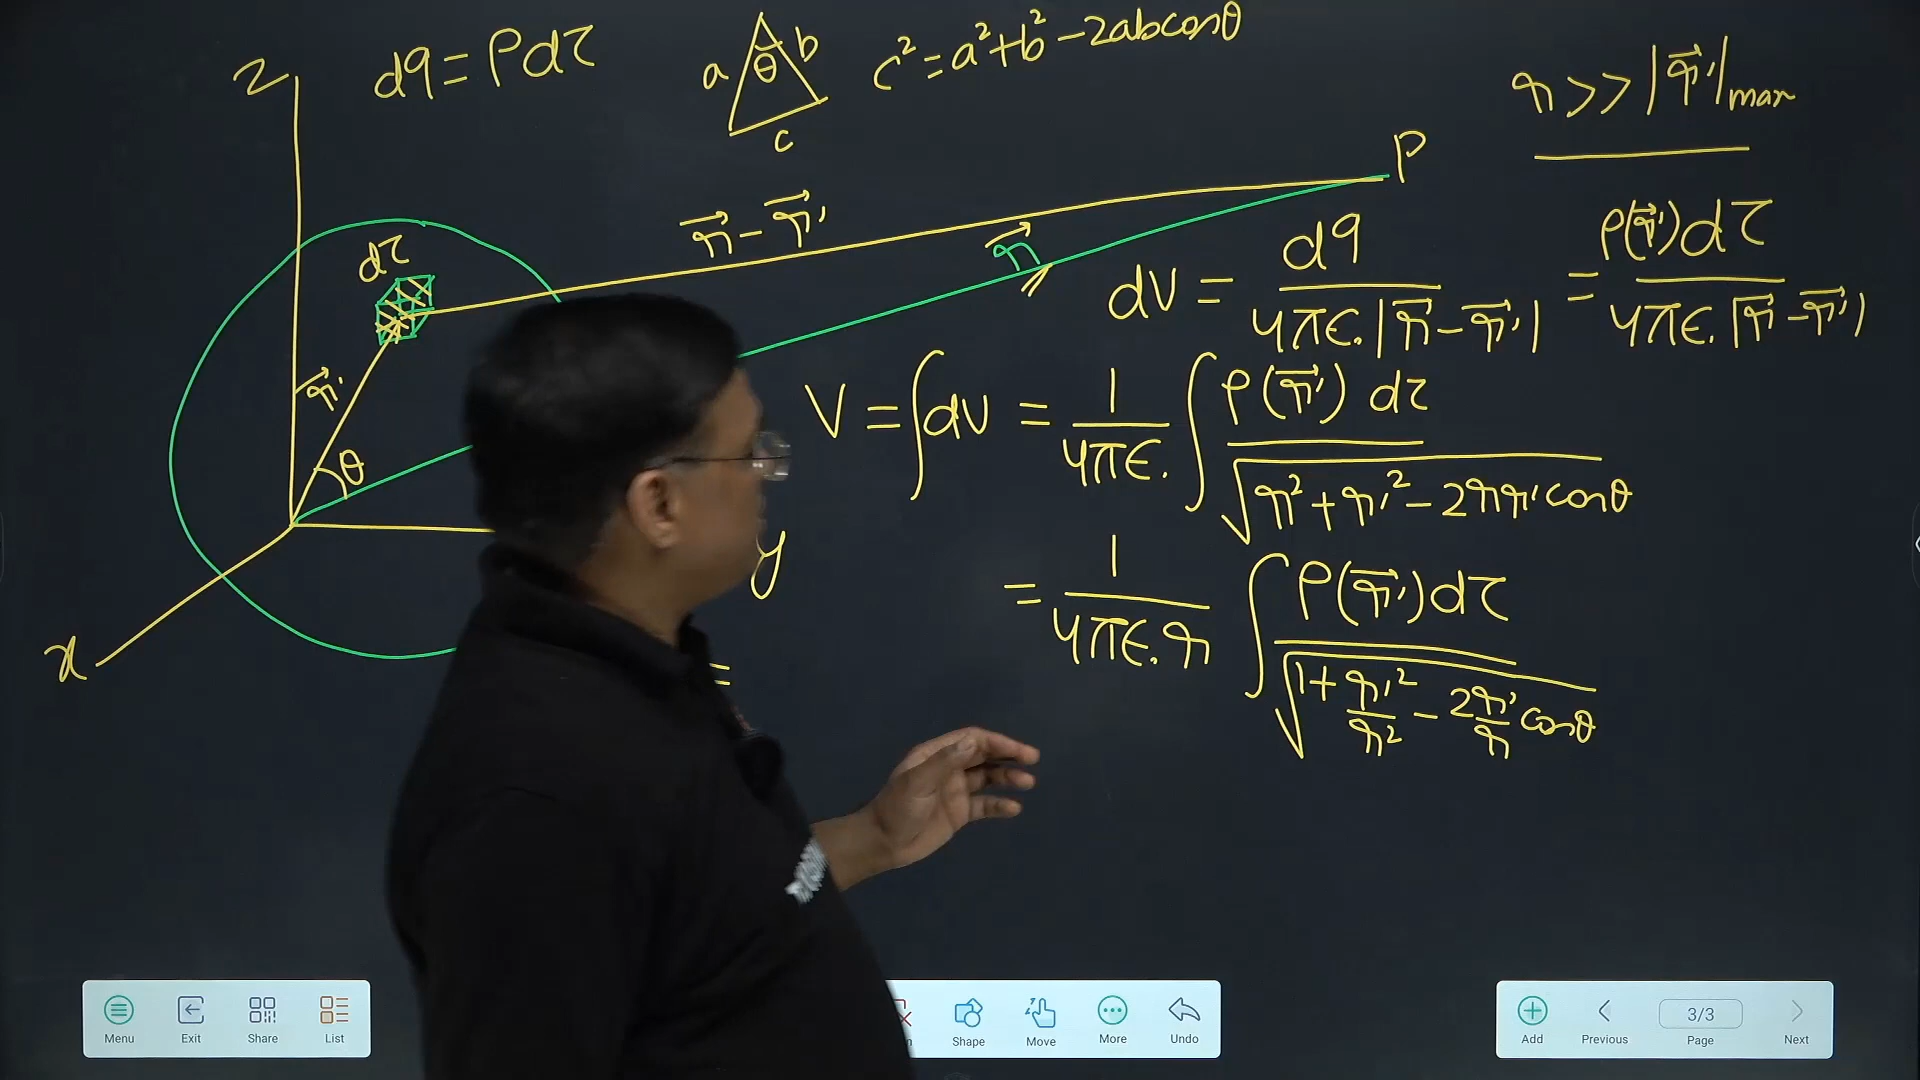 z
dq = ρdτ
a θ b c
c² = a² + b² − 2ab cosθ
r >> |r⃗'|max
P
r⃗ − r⃗'
r⃗
dτ
dV = dq / 4πε₀|r⃗ − r⃗'| = ρ(r⃗')dτ / 4πε₀|r⃗ − r⃗'|
r⃗'
θ
V = ∫dV = 1/4πε₀ ∫ ρ(r⃗') dτ / √(r² + r'² − 2rr' cosθ)
y
x
= 1/4πε₀r ∫ ρ(r⃗')dτ / √(1 + r'²/r² − 2r'/r cosθ)
=
Menu Exit Share List Shape Move More Undo Add Previous 3/3 Page Next